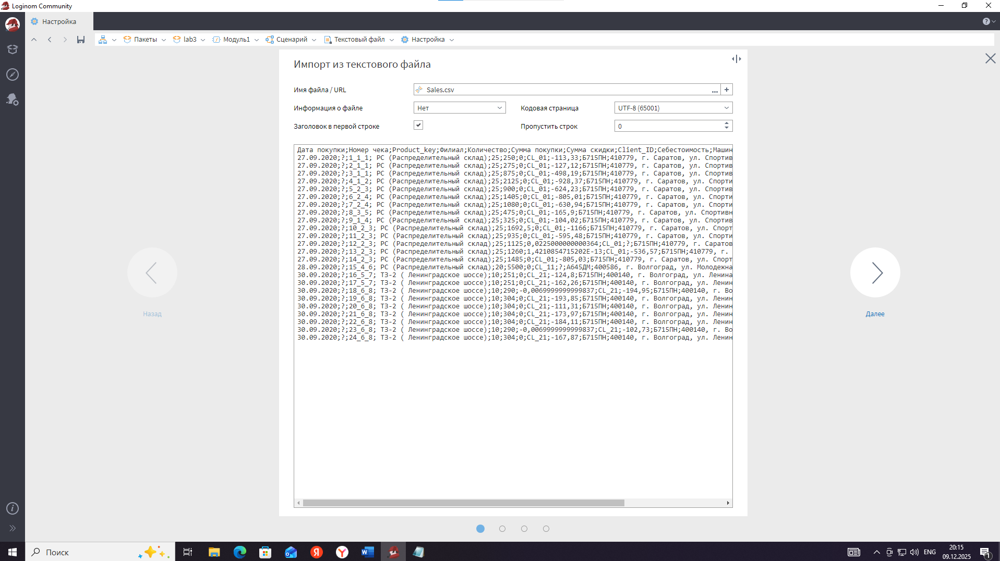 Loginom Community
Настройка
Пакеты
lab3
Модуль1
Сценарий
Текстовый файл
Настройка
Импорт из текстового файла
Имя файла / URL
Sales.csv
... +
Информация о файле
Нет
Кодовая страница
UTF-8 (65001)
Заголовок в первой строке
Пропустить строк
0
Дата покупки;Номер чека;Product_key;Филиал;Количество;Сумма покупки;Сумма скидки;Client_ID;Себестоимость;Машин
27.09.2020;?;1_1_1; РС (Распределительный склад);25;250;0;CL_01;-113,33;Б715ПН;410779, г. Саратов, ул. Спортив
27.09.2020;?;2_1_1; РС (Распределительный склад);25;275;0;CL_01;-127,12;Б715ПН;410779, г. Саратов, ул. Спортив
27.09.2020;?;3_1_1; РС (Распределительный склад);25;875;0;CL_01;-498,19;Б715ПН;410779, г. Саратов, ул. Спортив
27.09.2020;?;4_1_2; РС (Распределительный склад);25;2125;0;CL_01;-928,37;Б715ПН;410779, г. Саратов, ул. Спорти
27.09.2020;?;5_2_3; РС (Распределительный склад);25;900;0;CL_01;-624,23;Б715ПН;410779, г. Саратов, ул. Спортив
27.09.2020;?;6_2_4; РС (Распределительный склад);25;1405;0;CL_01;-805,01;Б715ПН;410779, г. Саратов, ул. Спорти
27.09.2020;?;7_2_4; РС (Распределительный склад);25;1080;0;CL_01;-630,94;Б715ПН;410779, г. Саратов, ул. Спорти
27.09.2020;?;8_3_5; РС (Распределительный склад);25;475;0;CL_01;-165,9;Б715ПН;410779, г. Саратов, ул. Спортивн
27.09.2020;?;9_1_4; РС (Распределительный склад);25;325;0;CL_01;-104,02;Б715ПН;410779, г. Саратов, ул. Спортив
27.09.2020;?;10_2_3; РС (Распределительный склад);25;1692,5;0;CL_01;-1166;Б715ПН;410779, г. Саратов, ул. Спорт
27.09.2020;?;11_2_3; РС (Распределительный склад);25;935;0;CL_01;-595,48;Б715ПН;410779, г. Саратов, ул. Спорти
27.09.2020;?;12_2_3; РС (Распределительный склад);25;1125;0,0225000000000364;CL_01;?;Б715ПН;410779, г. Саратов
27.09.2020;?;13_2_3; РС (Распределительный склад);25;1260;1,4210854715202E-13;CL_01;-536,57;Б715ПН;410779, г.
27.09.2020;?;14_2_3; РС (Распределительный склад);25;1485;0;CL_01;-805,03;Б715ПН;410779, г. Саратов, ул. Спорт
28.09.2020;?;15_4_6; РС (Распределительный склад);20;5500;0;CL_11;?;А645ДМ;400586, г. Волгоград, ул. Молодежна
30.09.2020;?;16_5_7; ТЗ-2 ( Ленинградское шоссе);10;251;0;CL_21;-124,8;Б715ПН;400140, г. Волгоград, ул. Ленина
30.09.2020;?;17_5_7; ТЗ-2 ( Ленинградское шоссе);10;251;0;CL_21;-162,26;Б715ПН;400140, г. Волгоград, ул. Ленин
30.09.2020;?;18_6_8; ТЗ-2 ( Ленинградское шоссе);10;290;-0,0069999999999837;CL_21;-194,95;Б715ПН;400140, г. Во
30.09.2020;?;19_6_8; ТЗ-2 ( Ленинградское шоссе);10;304;0;CL_21;-193,85;Б715ПН;400140, г. Волгоград, ул. Ленин
30.09.2020;?;20_6_8; ТЗ-2 ( Ленинградское шоссе);10;304;0;CL_21;-111,31;Б715ПН;400140, г. Волгоград, ул. Ленин
30.09.2020;?;21_6_8; ТЗ-2 ( Ленинградское шоссе);10;304;0;CL_21;-173,97;Б715ПН;400140, г. Волгоград, ул. Ленин
30.09.2020;?;22_6_8; ТЗ-2 ( Ленинградское шоссе);10;304;0;CL_21;-184,11;Б715ПН;400140, г. Волгоград, ул. Ленин
30.09.2020;?;23_6_8; ТЗ-2 ( Ленинградское шоссе);10;290;-0,0069999999999837;CL_21;-102,73;Б715ПН;400140, г. Во
30.09.2020;?;24_6_8; ТЗ-2 ( Ленинградское шоссе);10;304;0;CL_21;-167,87;Б715ПН;400140, г. Волгоград, ул. Ленин
Назад
Далее
Поиск
ENG
20:15
09.12.2025
1